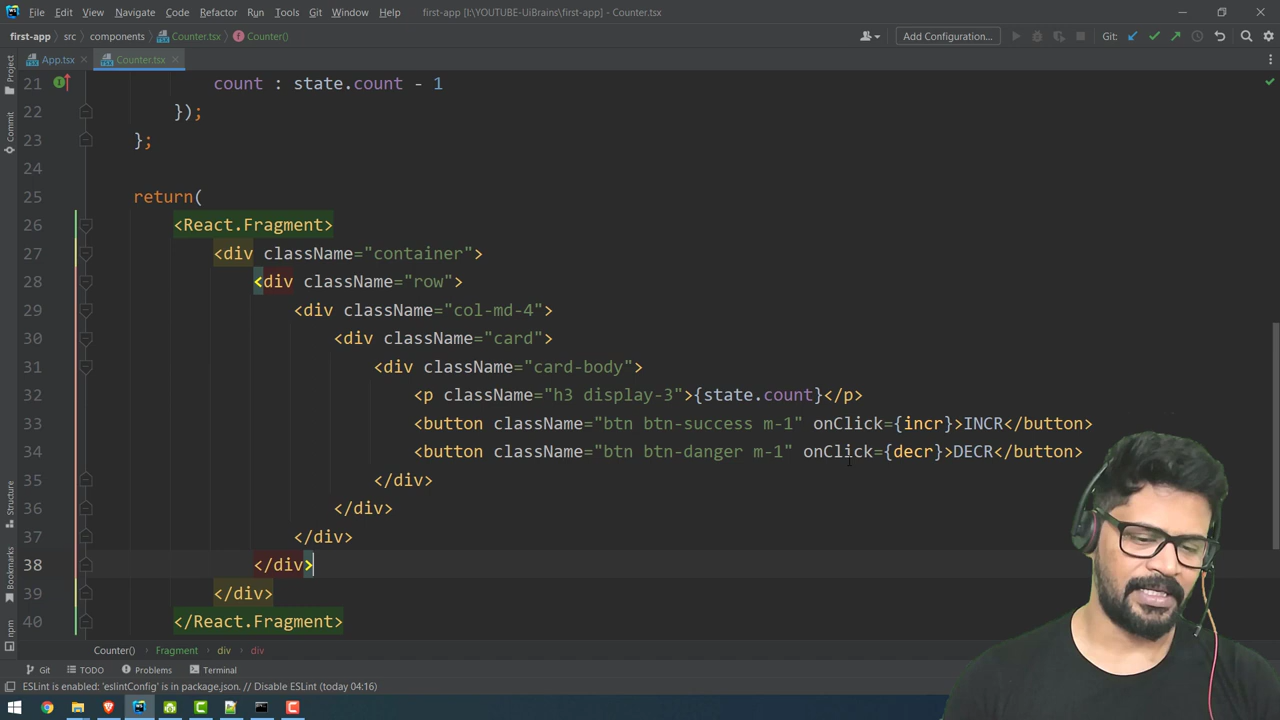 File Edit View Navigate Code Refactor Run Tools Git Window Help first-app [I:\YOUTUBE-UiBrains\first-app] - Counter.tsx
first-app src components Counter.tsx Counter() Add Configuration... Git:
App.tsx Counter.tsx
Project
Commit
Structure
Bookmarks
npm
21 count : state.count - 1
22 });
23 };
24
25 return(
26 <React.Fragment>
27 <div className="container">
28 <div className="row">
29 <div className="col-md-4">
30 <div className="card">
31 <div className="card-body">
32 <p className="h3 display-3">{state.count}</p>
33 <button className="btn btn-success m-1" onClick={incr}>INCR</button>
34 <button className="btn btn-danger m-1" onClick={decr}>DECR</button>
35 </div>
36 </div>
37 </div>
38 </div>
39 </div>
40 </React.Fragment>
Counter() Fragment div div
Git TODO Problems Terminal
ESLint is enabled: 'eslintConfig' is in package.json. // Disable ESLint (today 04:16)